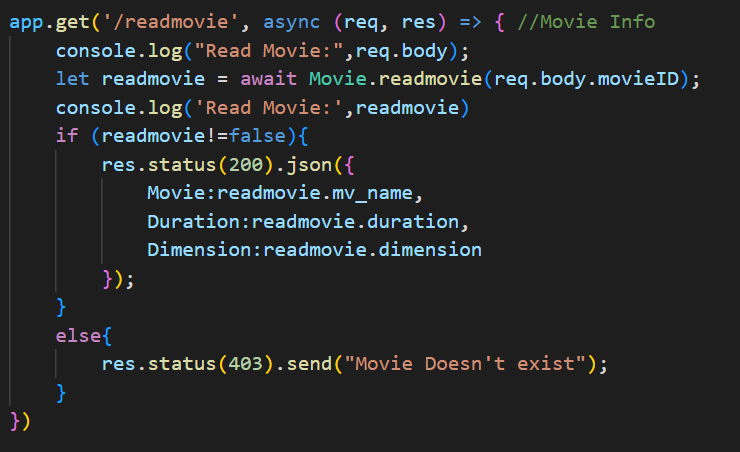 app.get('/readmovie', async (req, res) => { //Movie Info
    console.log("Read Movie:",req.body);
    let readmovie = await Movie.readmovie(req.body.movieID);
    console.log('Read Movie:',readmovie)
    if (readmovie!=false){
        res.status(200).json({
            Movie:readmovie.mv_name,
            Duration:readmovie.duration,
            Dimension:readmovie.dimension
        });
    }
    else{
        res.status(403).send("Movie Doesn't exist");
    }
})